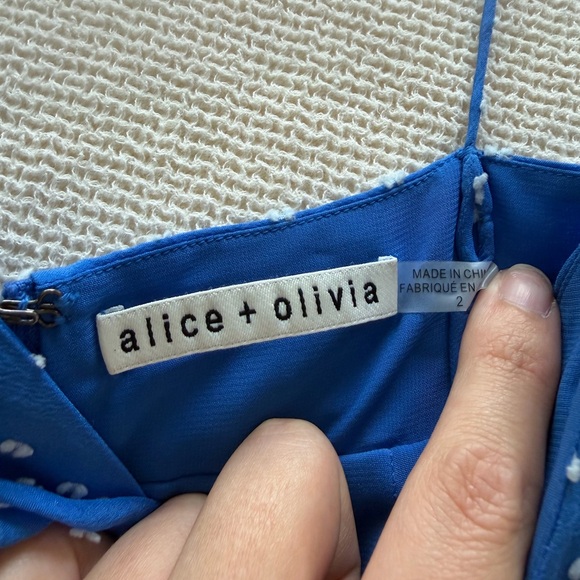 alice + olivia
MADE IN CHI
FABRIQUÉ EN
2